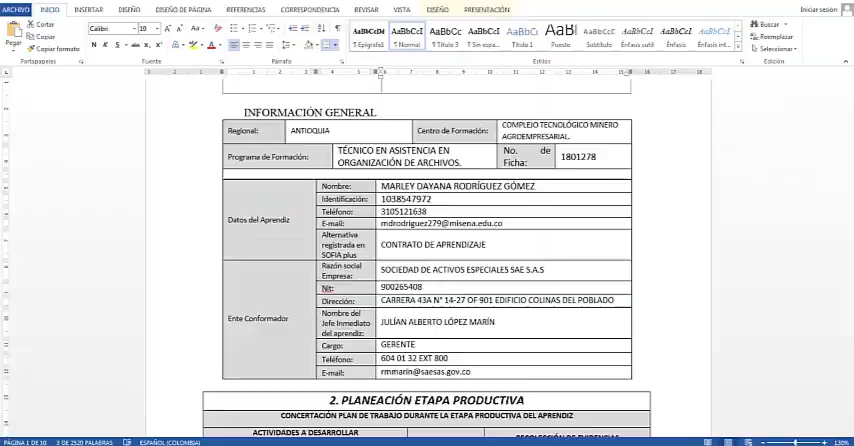 ARCHIVO INICIO INSERTAR DISEÑO DISEÑO DE PÁGINA REFERENCIAS CORRESPONDENCIA REVISAR VISTA DISEÑO PRESENTACIÓN Iniciar sesión
Cortar
Copiar
Copiar formato
Pegar
Portapapeles
Calibri 10
N K S abc
Fuente
Párrafo
AaBbCcD AaBbCcI AaBbCc AaBbCcI AaBbCcI AaBl AaBbCcI AaBbCcI AaBbCcI AaBbCcI
¶ Epígrafe1 ¶ Normal ¶ Título 3 ¶ Sin espa... Título 1 Puesto Subtítulo Énfasis sutil Énfasis Énfasis int...
Estilos
Buscar
Reemplazar
Seleccionar
Edición
INFORMACIÓN GENERAL
Regional: ANTIOQUIA Centro de Formación: COMPLEJO TECNOLÓGICO MINERO
AGROEMPRESARIAL.
Programa de Formación: TÉCNICO EN ASISTENCIA EN
ORGANIZACIÓN DE ARCHIVOS.
No. de
Ficha: 1801278
Datos del Aprendiz
Nombre: MARLEY DAYANA RODRÍGUEZ GÓMEZ
Identificación: 1038547972
Teléfono: 3105121638
E-mail: mdrodriguez279@misena.edu.co
Alternativa
registrada en
SOFIA plus
CONTRATO DE APRENDIZAJE
Ente Conformador
Razón social
Empresa:
SOCIEDAD DE ACTIVOS ESPECIALES SAE S.A.S
Nit: 900265408
Dirección: CARRERA 43A N° 14-27 OF 901 EDIFICIO COLINAS DEL POBLADO
Nombre del
Jefe Inmediato
del aprendiz:
JULÍAN ALBERTO LÓPEZ MARÍN
Cargo: GERENTE
Teléfono: 604 01 32 EXT 800
E-mail: rmmarin@saesas.gov.co
2. PLANEACIÓN ETAPA PRODUCTIVA
CONCERTACIÓN PLAN DE TRABAJO DURANTE LA ETAPA PRODUCTIVA DEL APRENDIZ
ACTIVIDADES A DESARROLLAR
RECOLECCIÓN DE EVIDENCIAS
PÁGINA 1 DE 10 3 DE 2520 PALABRAS ESPAÑOL (COLOMBIA) 130%